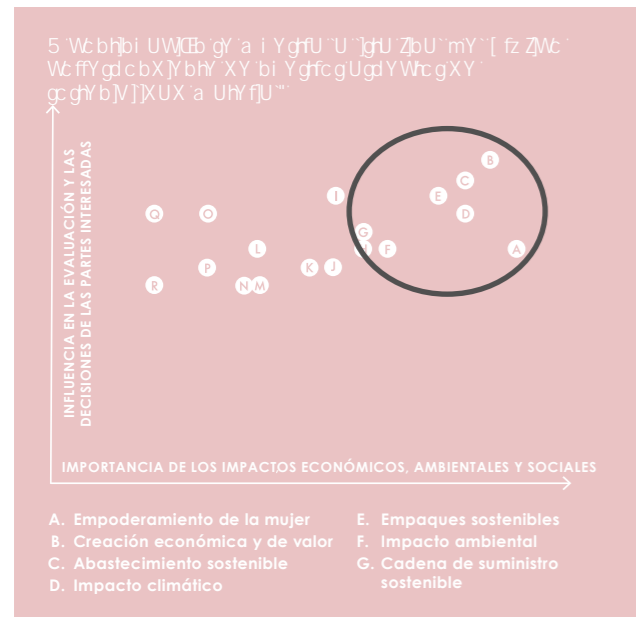 INFLUENCIA EN LA EVALUACIÓN Y LAS
DECISIONES DE LAS PARTES INTERESADAS
B
C
I
E
Q
O
D
G
L
F
A
P
K
J
R
N
M
IMPORTANCIA DE LOS IMPACTOS ECONÓMICOS, AMBIENTALES Y SOCIALES
A. Empoderamiento de la mujer
B. Creación económica y de valor
C. Abastecimiento sostenible
D. Impacto climático
E. Empaques sostenibles
F. Impacto ambiental
G. Cadena de suministro
sostenible